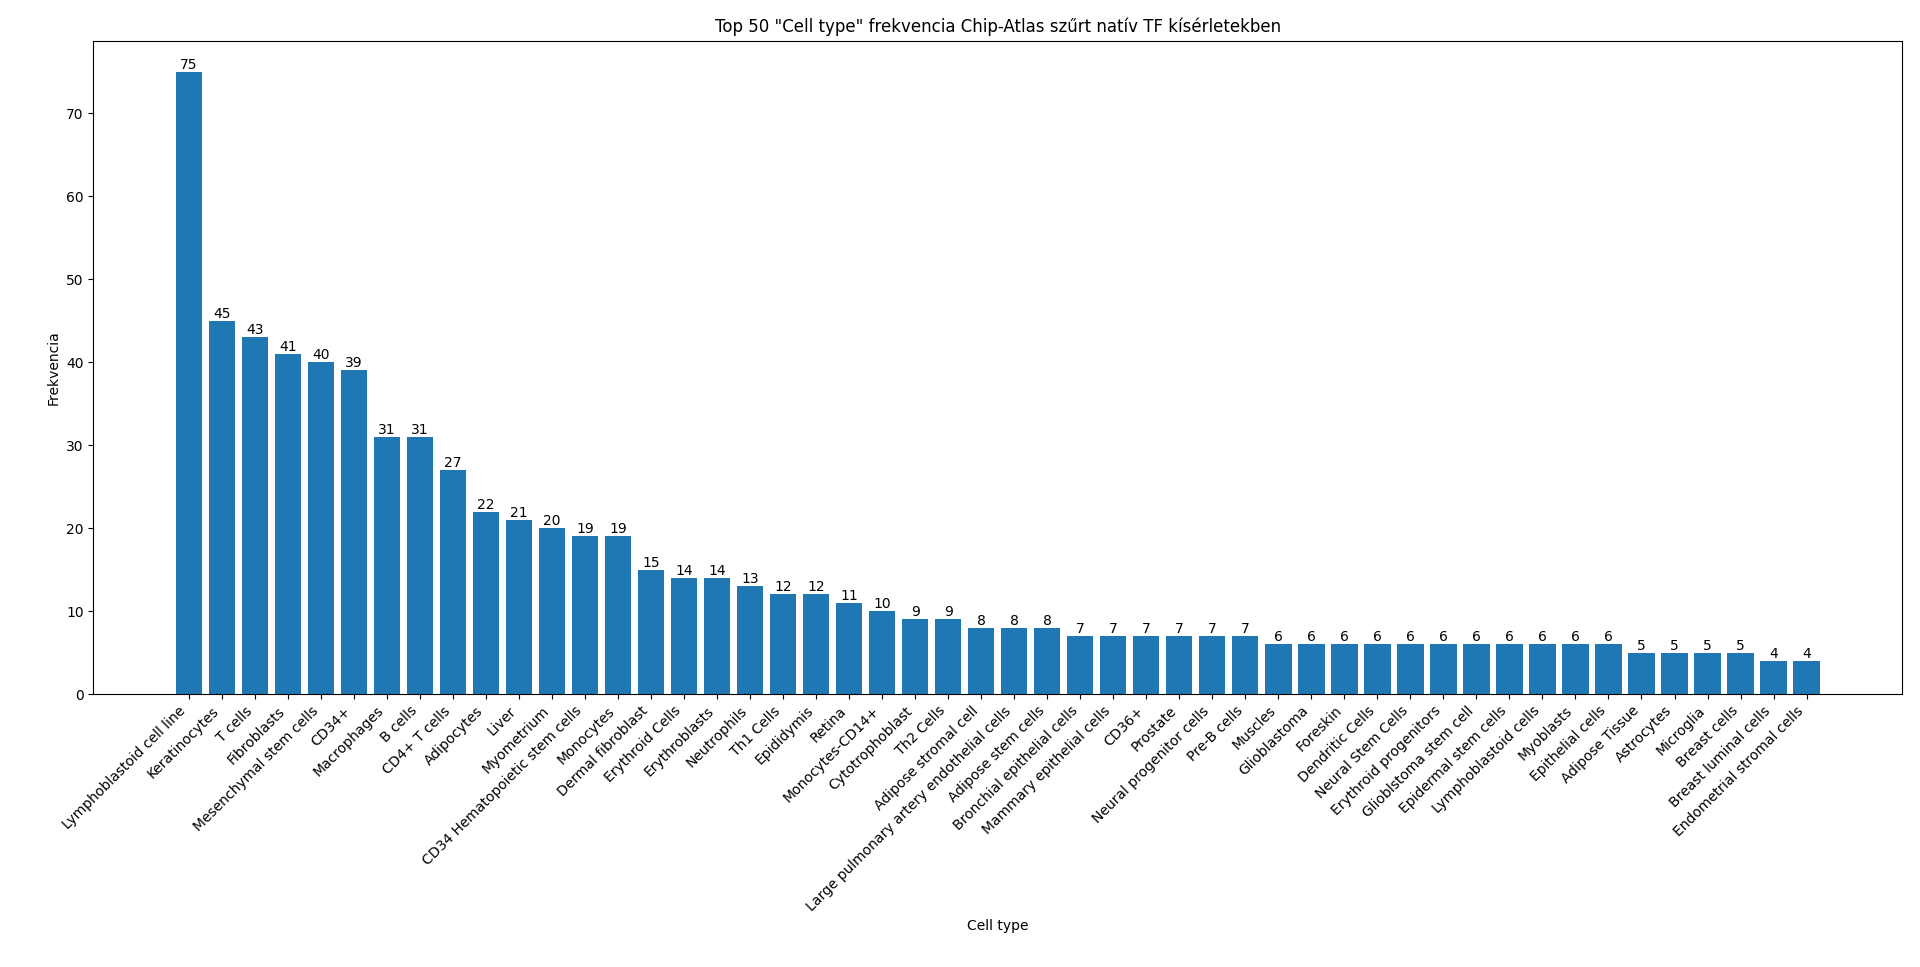 Top 50 "Cell type" frekvencia Chip-Atlas szűrt natív TF kísérletekben
Frekvencia
70
60
50
40
30
20
10
0
75
45
43
41
40
39
31
31
27
22
21
20
19
19
15
14
14
13
12
12
11
10
9
9
8
8
8
7
7
7
7
7
7
6
6
6
6
6
6
6
6
6
6
6
5
5
5
5
4
4
Lymphoblastoid cell line
Keratinocytes
T cells
Fibroblasts
Mesenchymal stem cells
CD34+
Macrophages
B cells
CD4+ T cells
Adipocytes
Liver
Myometrium
CD34 Hematopoietic stem cells
Monocytes
Dermal fibroblast
Erythroid Cells
Erythroblasts
Neutrophils
Th1 Cells
Epididymis
Retina
Monocytes-CD14+
Cytotrophoblast
Th2 Cells
Adipose stromal cell
Large pulmonary artery endothelial cells
Adipose stem cells
Bronchial epithelial cells
Mammary epithelial cells
CD36+
Prostate
Neural progenitor cells
Pre-B cells
Muscles
Glioblastoma
Foreskin
Dendritic Cells
Neural Stem Cells
Erythroid progenitors
Glioblstoma stem cell
Epidermal stem cells
Lymphoblastoid cells
Myoblasts
Epithelial cells
Adipose Tissue
Astrocytes
Microglia
Breast cells
Breast luminal cells
Endometrial stromal cells
Cell type